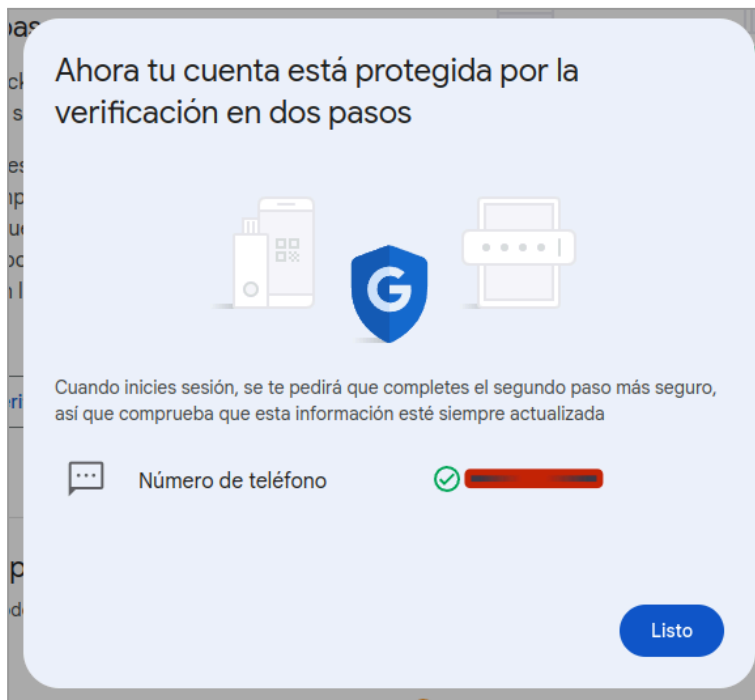 Ahora tu cuenta está protegida por la
verificación en dos pasos
G
Cuando inicies sesión, se te pedirá que completes el segundo paso más seguro,
así que comprueba que esta información esté siempre actualizada
Número de teléfono
Listo